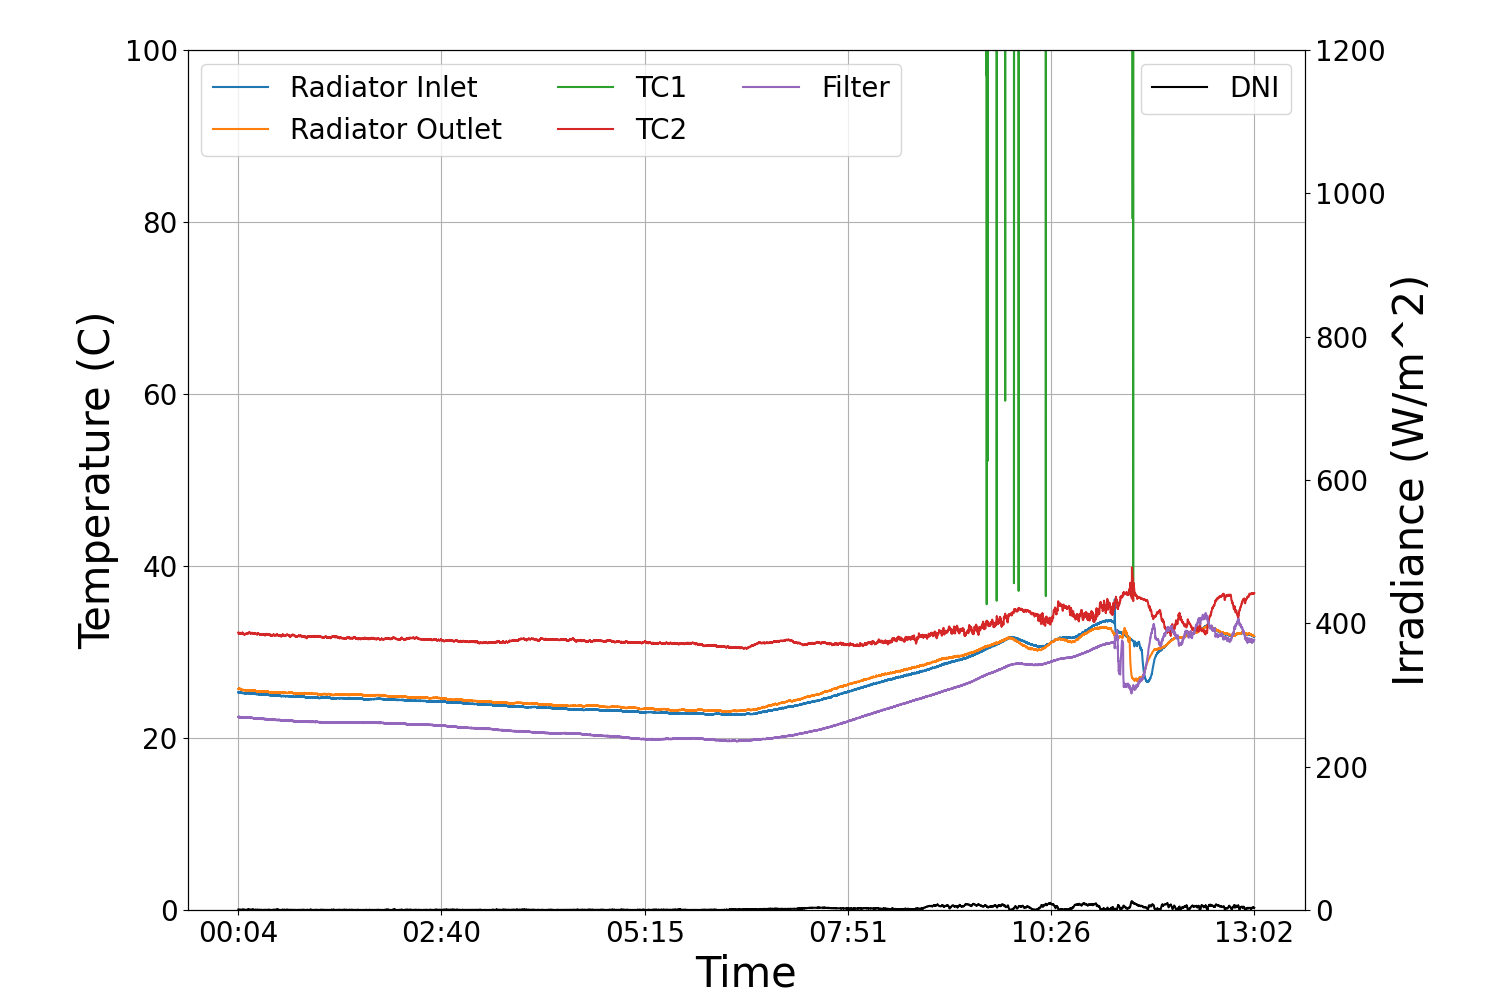 Radiator Inlet
Radiator Outlet
TC1
TC2
Filter
DNI
Temperature (C)
100
80
60
40
20
0
Irradiance (W/m^2)
1200
1000
800
600
400
200
0
00:04 02:40 05:15 07:51 10:26 13:02
Time